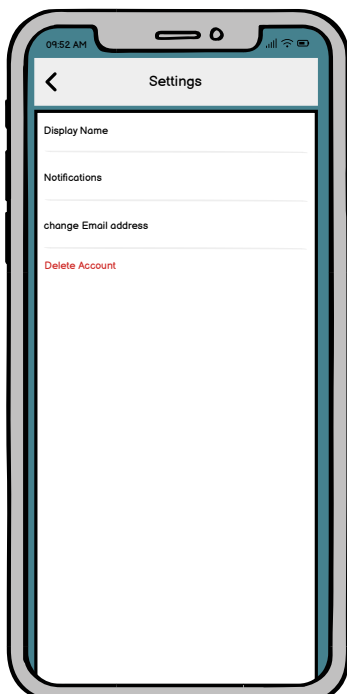 09:52 AM
Settings
Display Name
Notifications
change Email address
Delete Account